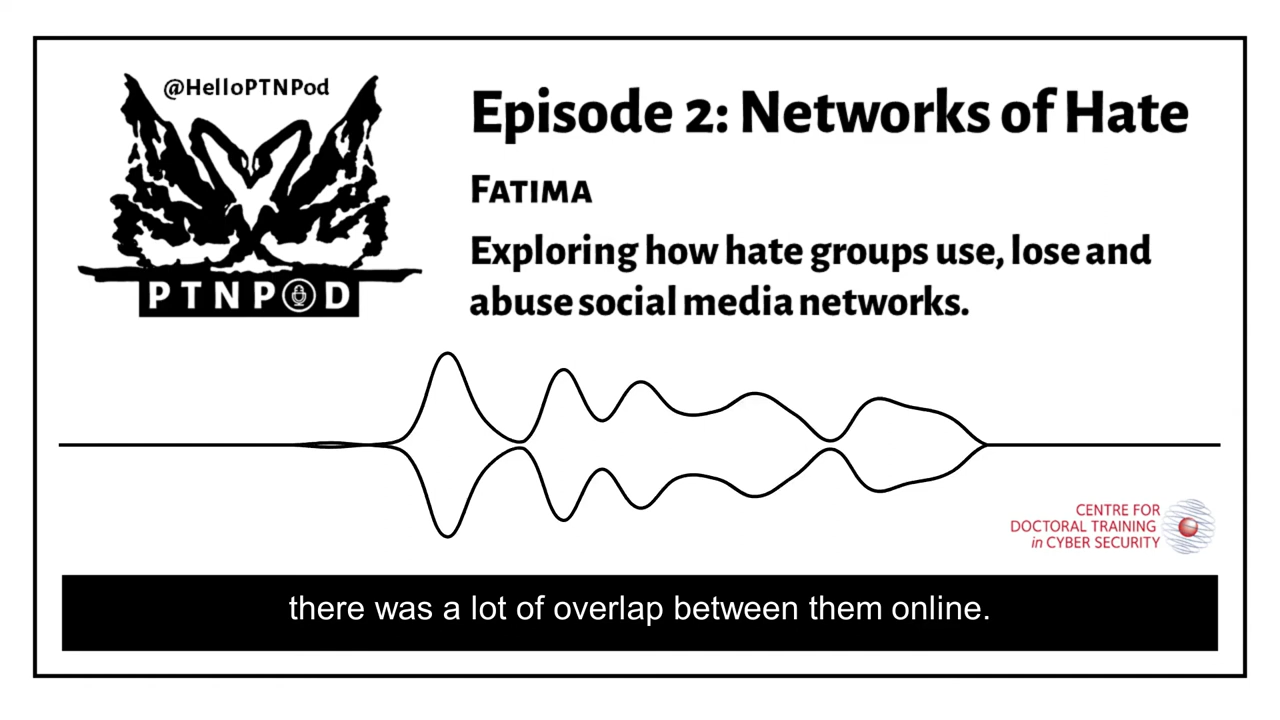 @HelloPTNPod
PTNPOD
Episode 2: Networks of Hate
FATIMA
Exploring how hate groups use, lose and
abuse social media networks.
CENTRE FOR
DOCTORAL TRAINING
in CYBER SECURITY
there was a lot of overlap between them online.